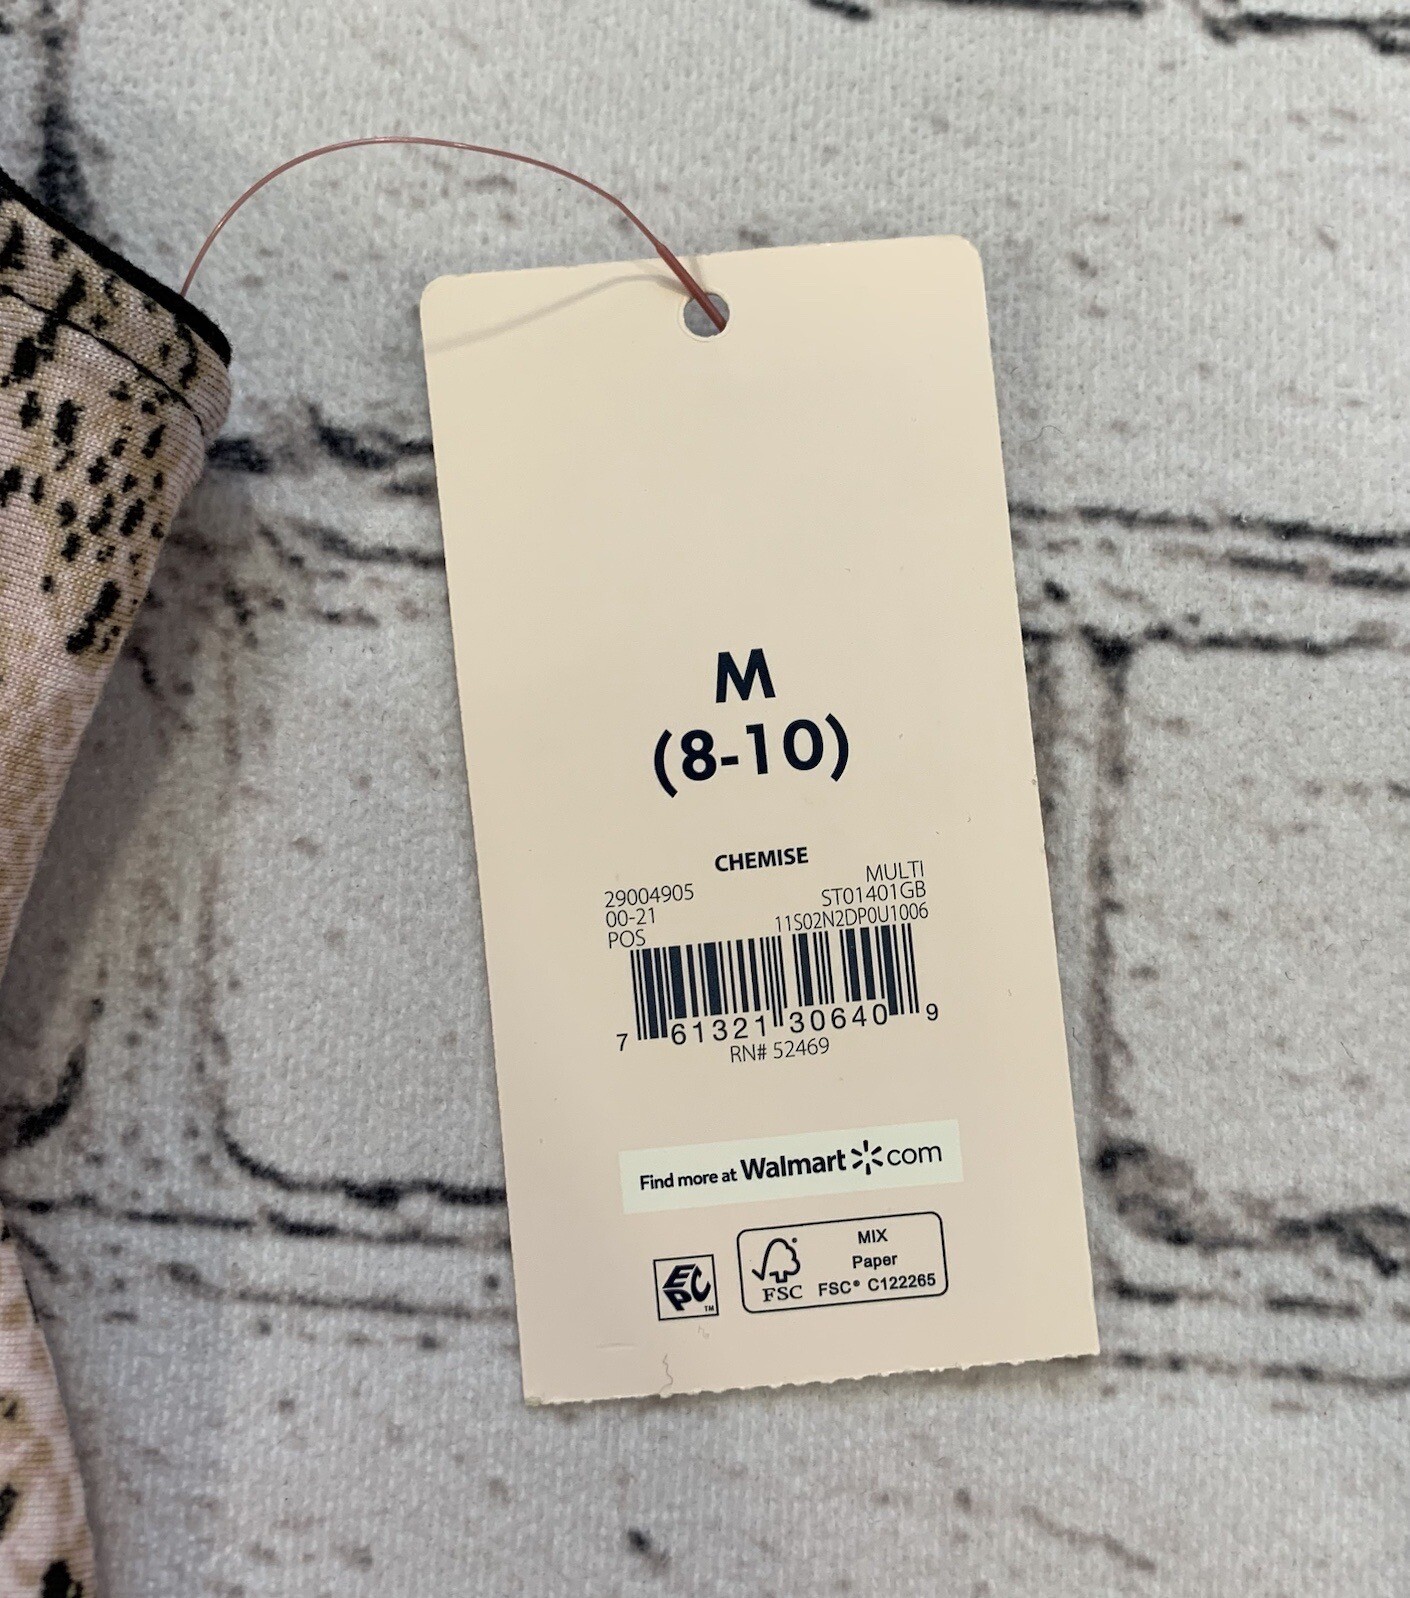 M
(8-10)
CHEMISE
29004905 MULTI
00-21 ST01401GB
POS 11S02N2DP0U1006
7 61321 30640 9
RN# 52469
Find more at Walmart com
EPC TM
FSC
MIX
Paper
FSC® C122265